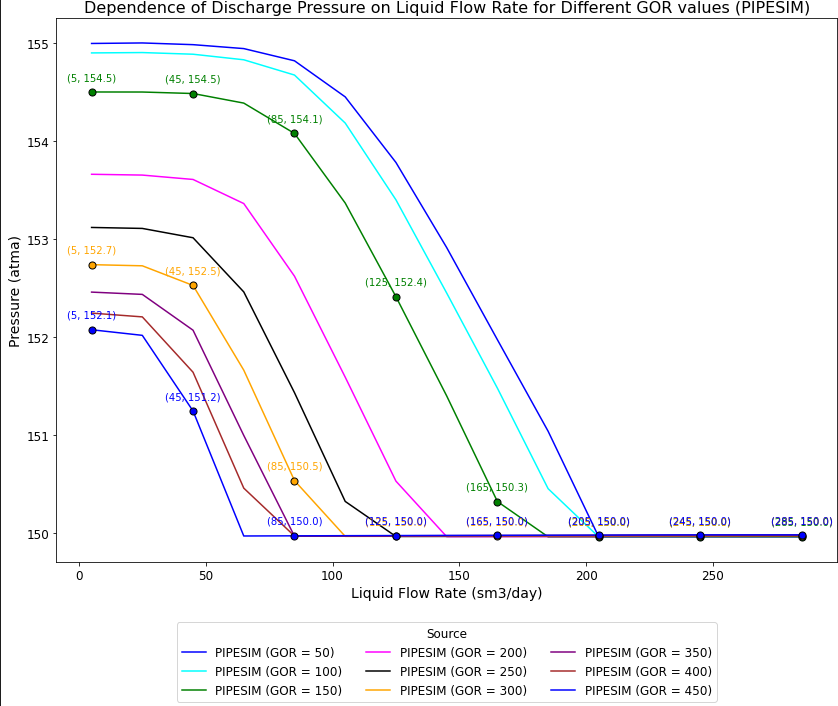 Dependence of Discharge Pressure on Liquid Flow Rate for Different GOR values (PIPESIM)
155
(5, 154.5)
(45, 154.5)
(85, 154.1)
154
153
(5, 152.7)
(45, 152.5)
(125, 152.4)
(5, 152.1)
152
(45, 151.2)
151
(85, 150.5)
(165, 150.3)
(85, 150.0)
(125, 150.0)
(165, 150.0)
(205, 150.0)
(245, 150.0)
(285, 150.0)
150
Pressure (atma)
0
50
100
150
200
250
Liquid Flow Rate (sm3/day)
Source
PIPESIM (GOR = 50)
PIPESIM (GOR = 200)
PIPESIM (GOR = 350)
PIPESIM (GOR = 100)
PIPESIM (GOR = 250)
PIPESIM (GOR = 400)
PIPESIM (GOR = 150)
PIPESIM (GOR = 300)
PIPESIM (GOR = 450)